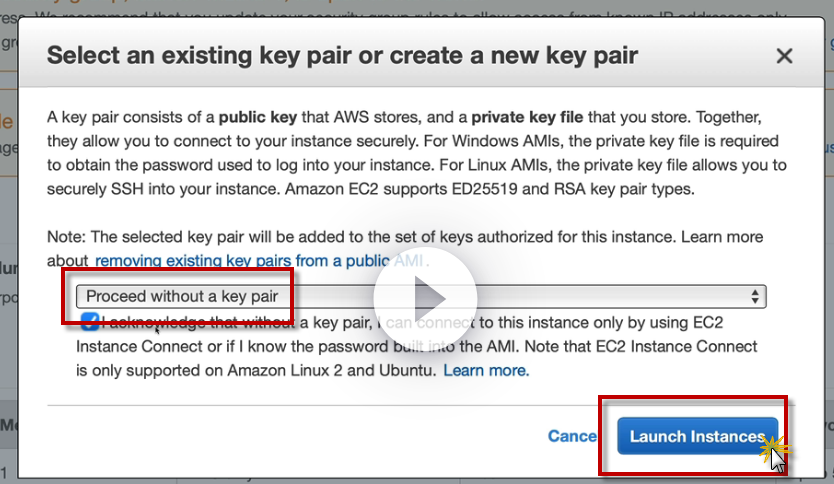 Select an existing key pair or create a new key pair
A key pair consists of a public key that AWS stores, and a private key file that you store. Together,
they allow you to connect to your instance securely. For Windows AMIs, the private key file is required
to obtain the password used to log into your instance. For Linux AMIs, the private key file allows you to
securely SSH into your instance. Amazon EC2 supports ED25519 and RSA key pair types.
Note: The selected key pair will be added to the set of keys authorized for this instance. Learn more
about removing existing key pairs from a public AMI.
Proceed without a key pair
I acknowledge that without a key pair, I can connect to this instance only by using EC2
Instance Connect or if I know the password built into the AMI. Note that EC2 Instance Connect
is only supported on Amazon Linux 2 and Ubuntu. Learn more.
Cance
Launch Instances